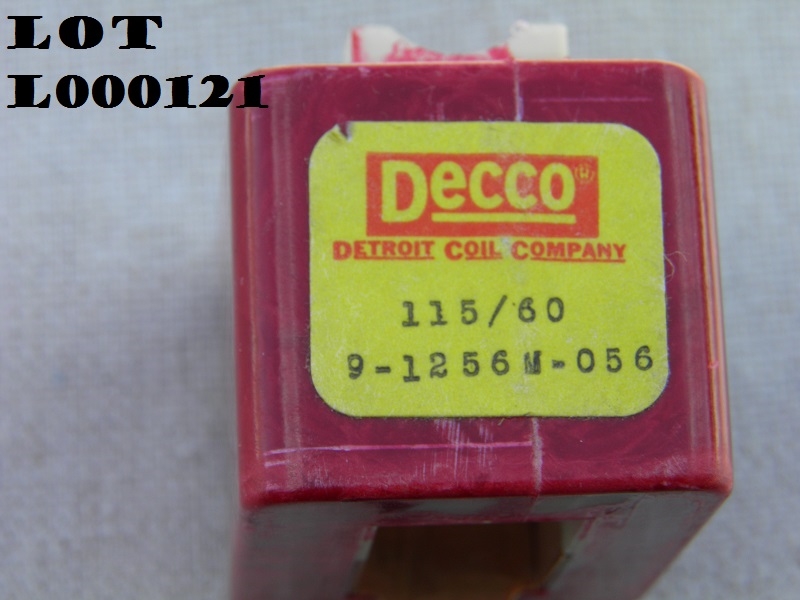 LOT
L000121
Decco
DETROIT COIL COMPANY
115/60
9-1256M-056